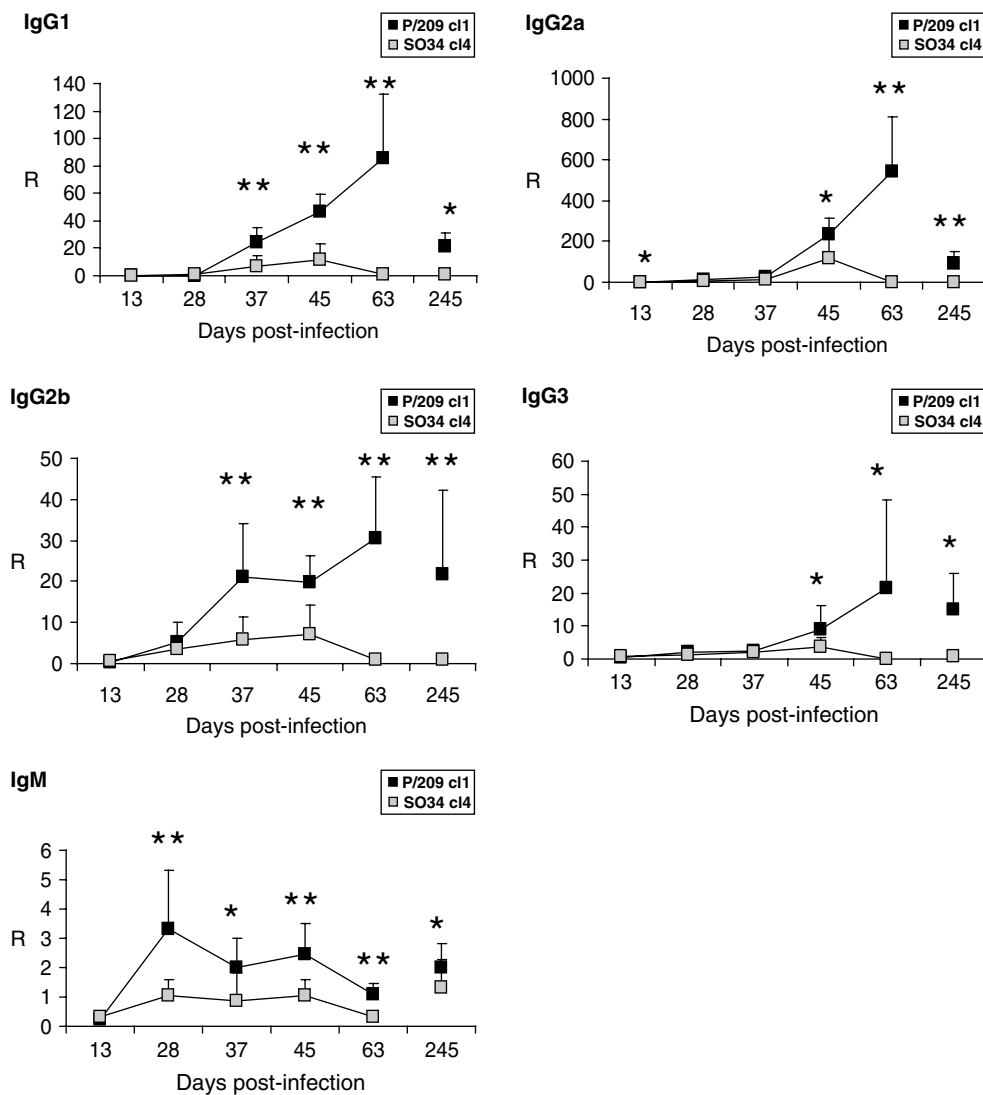 IgG1
P/209 cl1
SO34 cl4
140
120
100
80
60
40
20
0
R
** ** ** *
13 28 37 45 63 245
Days post-infection
IgG2a
P/209 cl1
SO34 cl4
1000
800
600
400
200
0
R
* * ** **
13 28 37 45 63 245
Days post-infection
IgG2b
P/209 cl1
SO34 cl4
50
40
30
20
10
0
R
** ** ** **
13 28 37 45 63 245
Days post-infection
IgG3
P/209 cl1
SO34 cl4
60
50
40
30
20
10
0
R
* * *
13 28 37 45 63 245
Days post-infection
IgM
P/209 cl1
SO34 cl4
6
5
4
3
2
1
0
R
** * ** ** *
13 28 37 45 63 245
Days post-infection